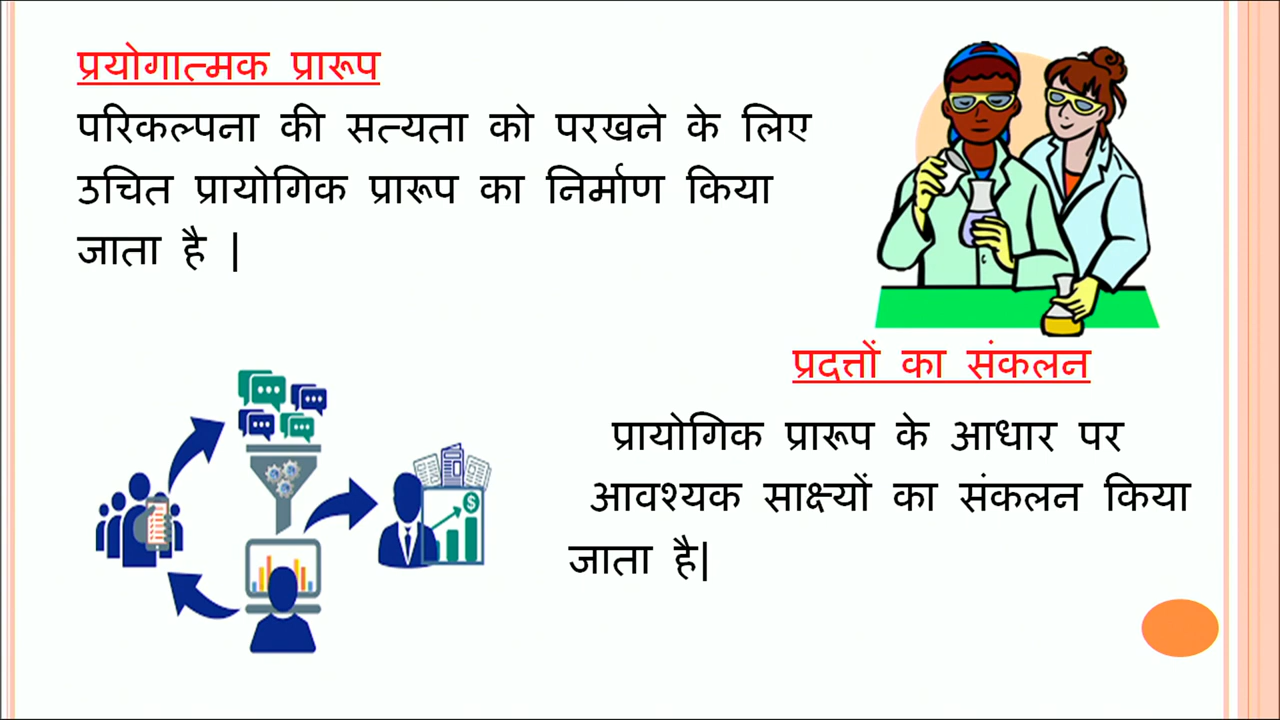 प्रयोगात्मक प्रारूप
परिकल्पना की सत्यता को परखने के लिए
उचित प्रायोगिक प्रारूप का निर्माण किया
जाता है |
प्रदत्तों का संकलन
प्रायोगिक प्रारूप के आधार पर
आवश्यक साक्ष्यों का संकलन किया
जाता है|